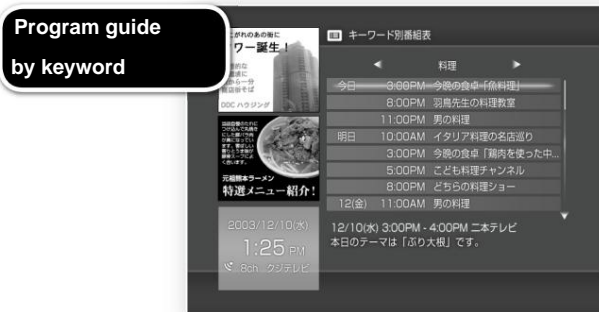 Program guide
by keyword
がれのあの街に
ワー誕生！
DOC ハウジング
元祖熊本ラーメン
特選メニュー紹介！
2003/12/10(水)
1:25 PM
8ch クジテレビ
キーワード別番組表
料理
今日 3:00PM 今晩の食卓「魚料理」
8:00PM 羽鳥先生の料理教室
11:00PM 男の料理
明日 10:00AM イタリア料理の名店巡り
3:00PM 今晩の食卓「鶏肉を使った中...
5:00PM こども料理チャンネル
8:00PM どちらの料理ショー
12(金) 11:00AM 男の料理
12/10(水) 3:00PM - 4:00PM 二本テレビ
本日のテーマは「ぶり大根」です。